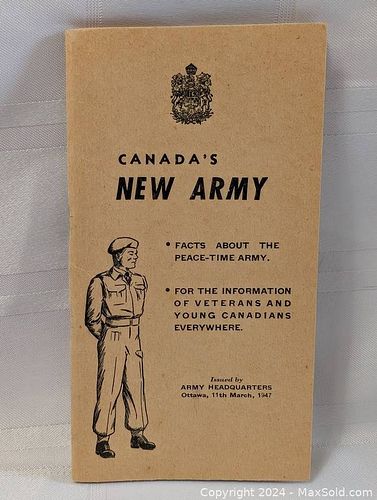 CANADA'S
NEW ARMY
• FACTS ABOUT THE
PEACE-TIME ARMY.
• FOR THE INFORMATION
OF VETERANS AND
YOUNG CANADIANS
EVERYWHERE.
Issued by
ARMY HEADQUARTERS
Ottawa, 11th March, 1947
Copyright © 2024 - MaxSold.com